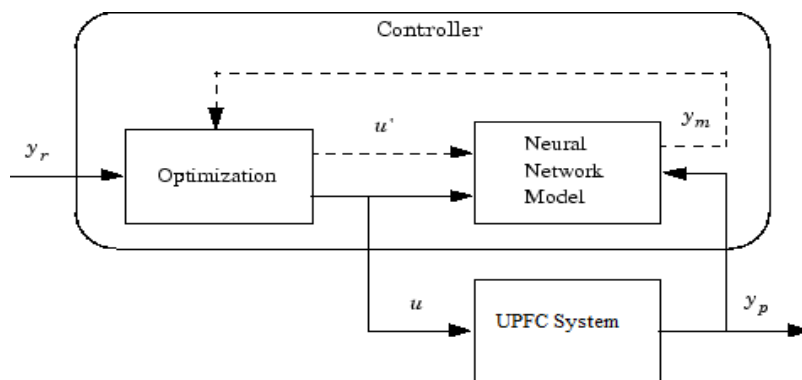 Controller
y_r
Optimization
u'
Neural
Network
Model
y_m
u
UPFC System
y_p